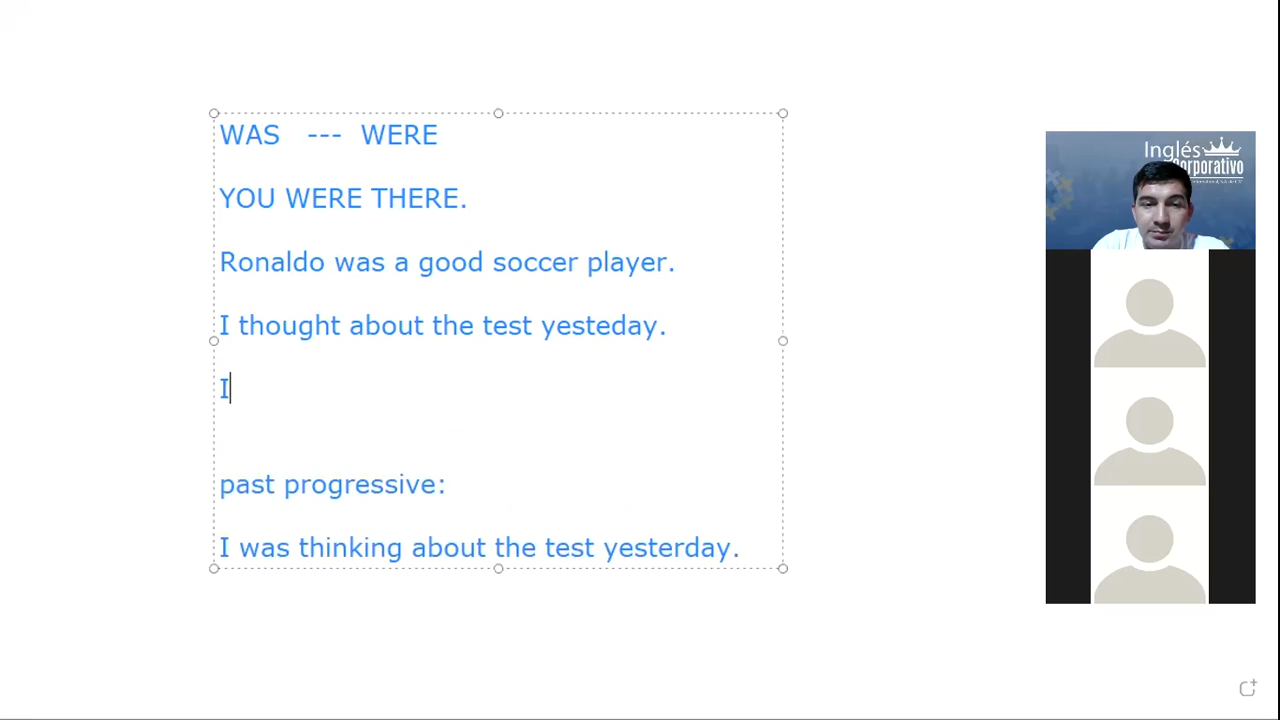 WAS --- WERE
YOU WERE THERE.
Ronaldo was a good soccer player.
I thought about the test yesteday.
I
past progressive:
I was thinking about the test yesterday.
Inglés
Corporativo